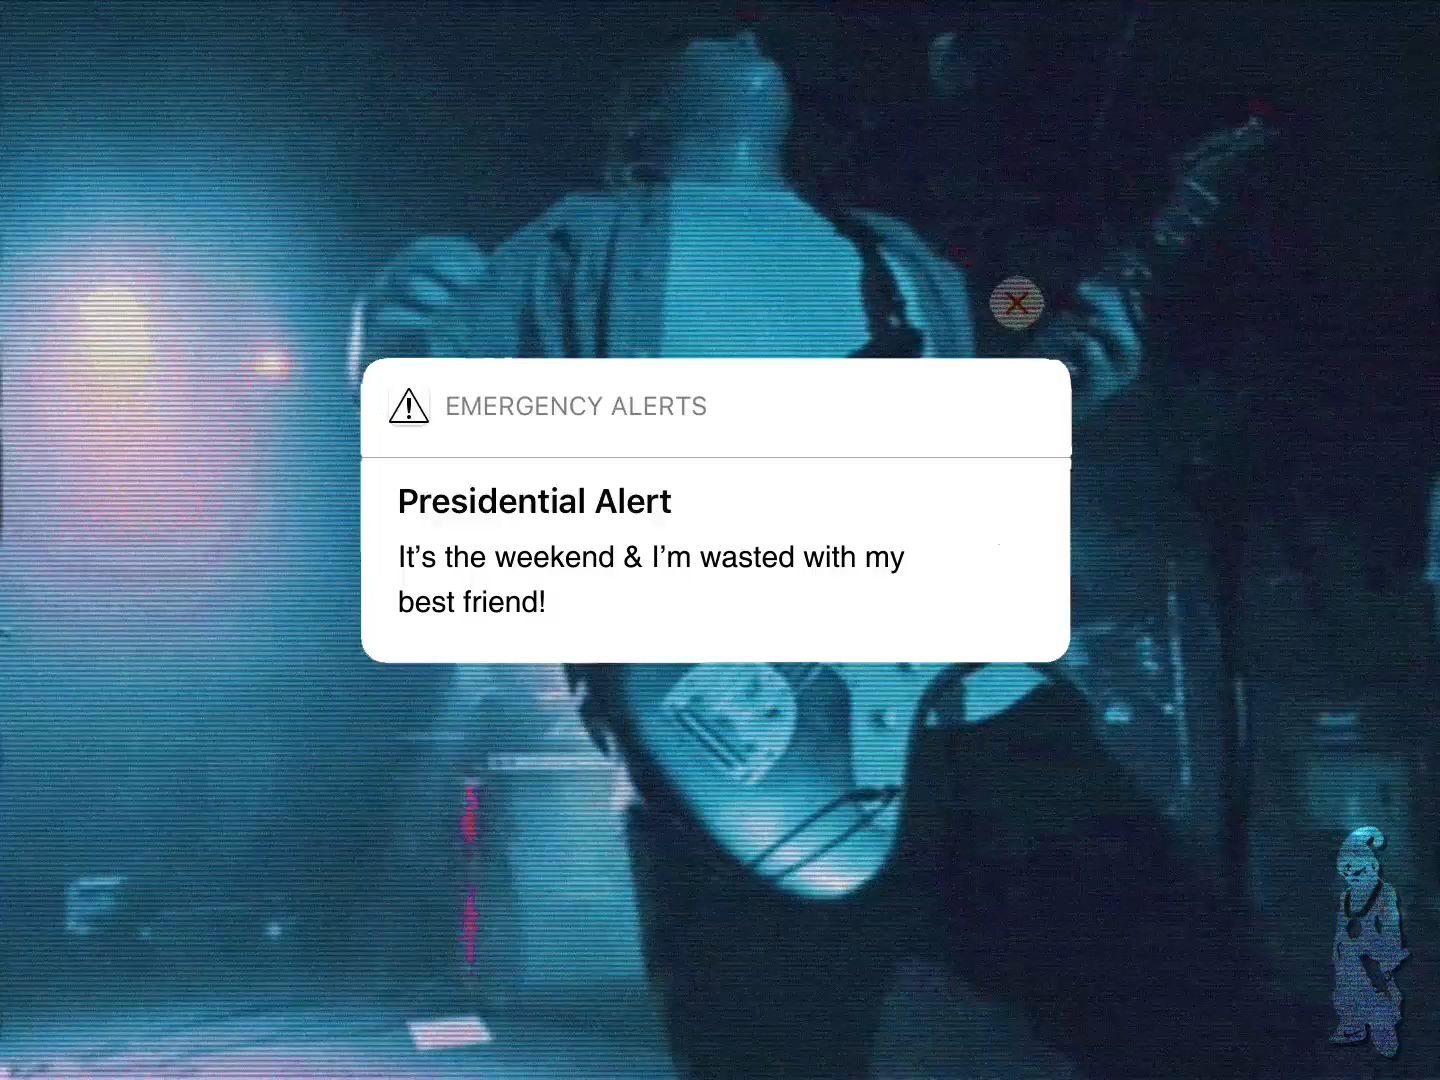 EMERGENCY ALERTS
Presidential Alert
It’s the weekend & I’m wasted with my
best friend!